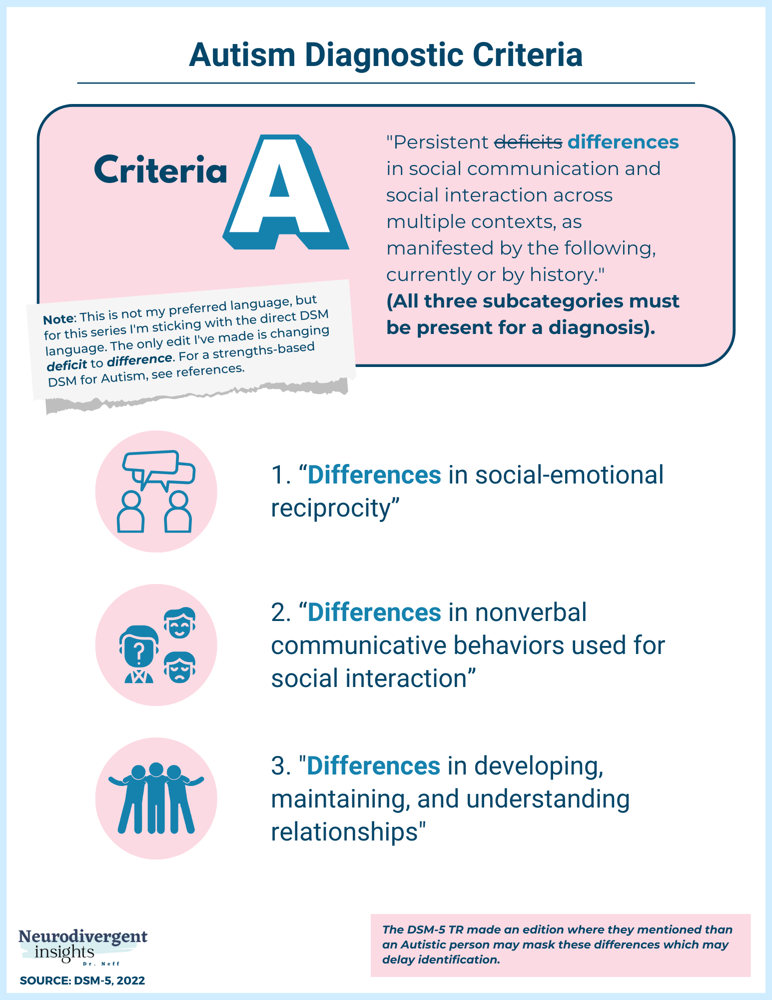 Autism Diagnostic Criteria
Criteria A
"Persistent deficits differences
in social communication and
social interaction across
multiple contexts, as
manifested by the following,
currently or by history."
(All three subcategories must
be present for a diagnosis).
Note: This is not my preferred language, but
for this series I'm sticking with the direct DSM
language. The only edit I've made is changing
deficit to difference. For a strengths-based
DSM for Autism, see references.
1. “Differences in social-emotional
reciprocity”
?
2. “Differences in nonverbal
communicative behaviors used for
social interaction”
3. "Differences in developing,
maintaining, and understanding
relationships"
Neurodivergent
insights
Dr. Neff
SOURCE: DSM-5, 2022
The DSM-5 TR made an edition where they mentioned than
an Autistic person may mask these differences which may
delay identification.